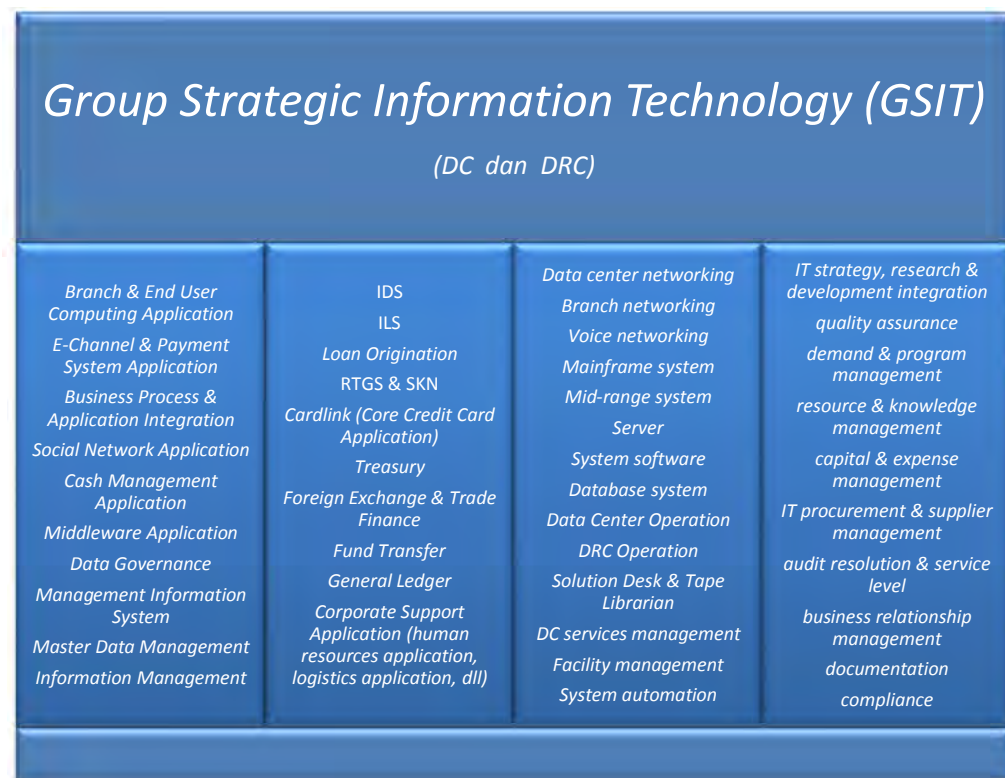 Group Strategic Information Technology (GSIT)
(DC dan DRC)
Branch & End User
Computing Application
E-Channel & Payment
System Application
Business Process &
Application Integration
Social Network Application
Cash Management
Application
Middleware Application
Data Governance
Management Information
System
Master Data Management
Information Management
IDS
ILS
Loan Origination
RTGS & SKN
Cardlink (Core Credit Card
Application)
Treasury
Foreign Exchange & Trade
Finance
Fund Transfer
General Ledger
Corporate Support
Application (human
resources application,
logistics application, dll)
Data center networking
Branch networking
Voice networking
Mainframe system
Mid-range system
Server
System software
Database system
Data Center Operation
DRC Operation
Solution Desk & Tape
Librarian
DC services management
Facility management
System automation
IT strategy, research &
development integration
quality assurance
demand & program
management
resource & knowledge
management
capital & expense
management
IT procurement & supplier
management
audit resolution & service
level
business relationship
management
documentation
compliance